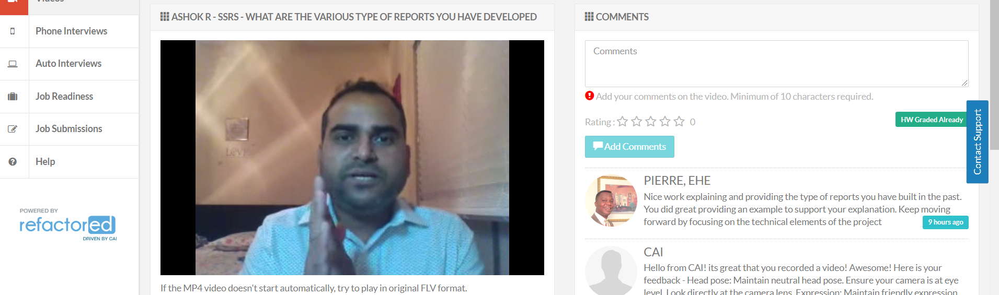 Videos
Phone Interviews
Auto Interviews
Job Readiness
Job Submissions
Help
POWERED BY
refactored
DRIVEN BY CAI
ASHOK R - SSRS - WHAT ARE THE VARIOUS TYPE OF REPORTS YOU HAVE DEVELOPED
If the MP4 video doesn't start automatically, try to play in original FLV format.
COMMENTS
Comments
Add your comments on the video. Minimum of 10 characters required.
Rating : 0
HW Graded Already
Add Comments
Contact Support
PIERRE, EHE
Nice work explaining and providing the type of reports you have built in the past.
You did great providing an example to support your explanation. Keep moving
forward by focusing on the technical elements of the project
9 hours ago
CAI
Hello from CAI! its great that you recorded a video! Awesome! Here is your
feedback - Head pose: Maintain neutral head pose. Ensure your camera is at eye
level. Look directly at the camera lens. Expression: Maintain friendly expression